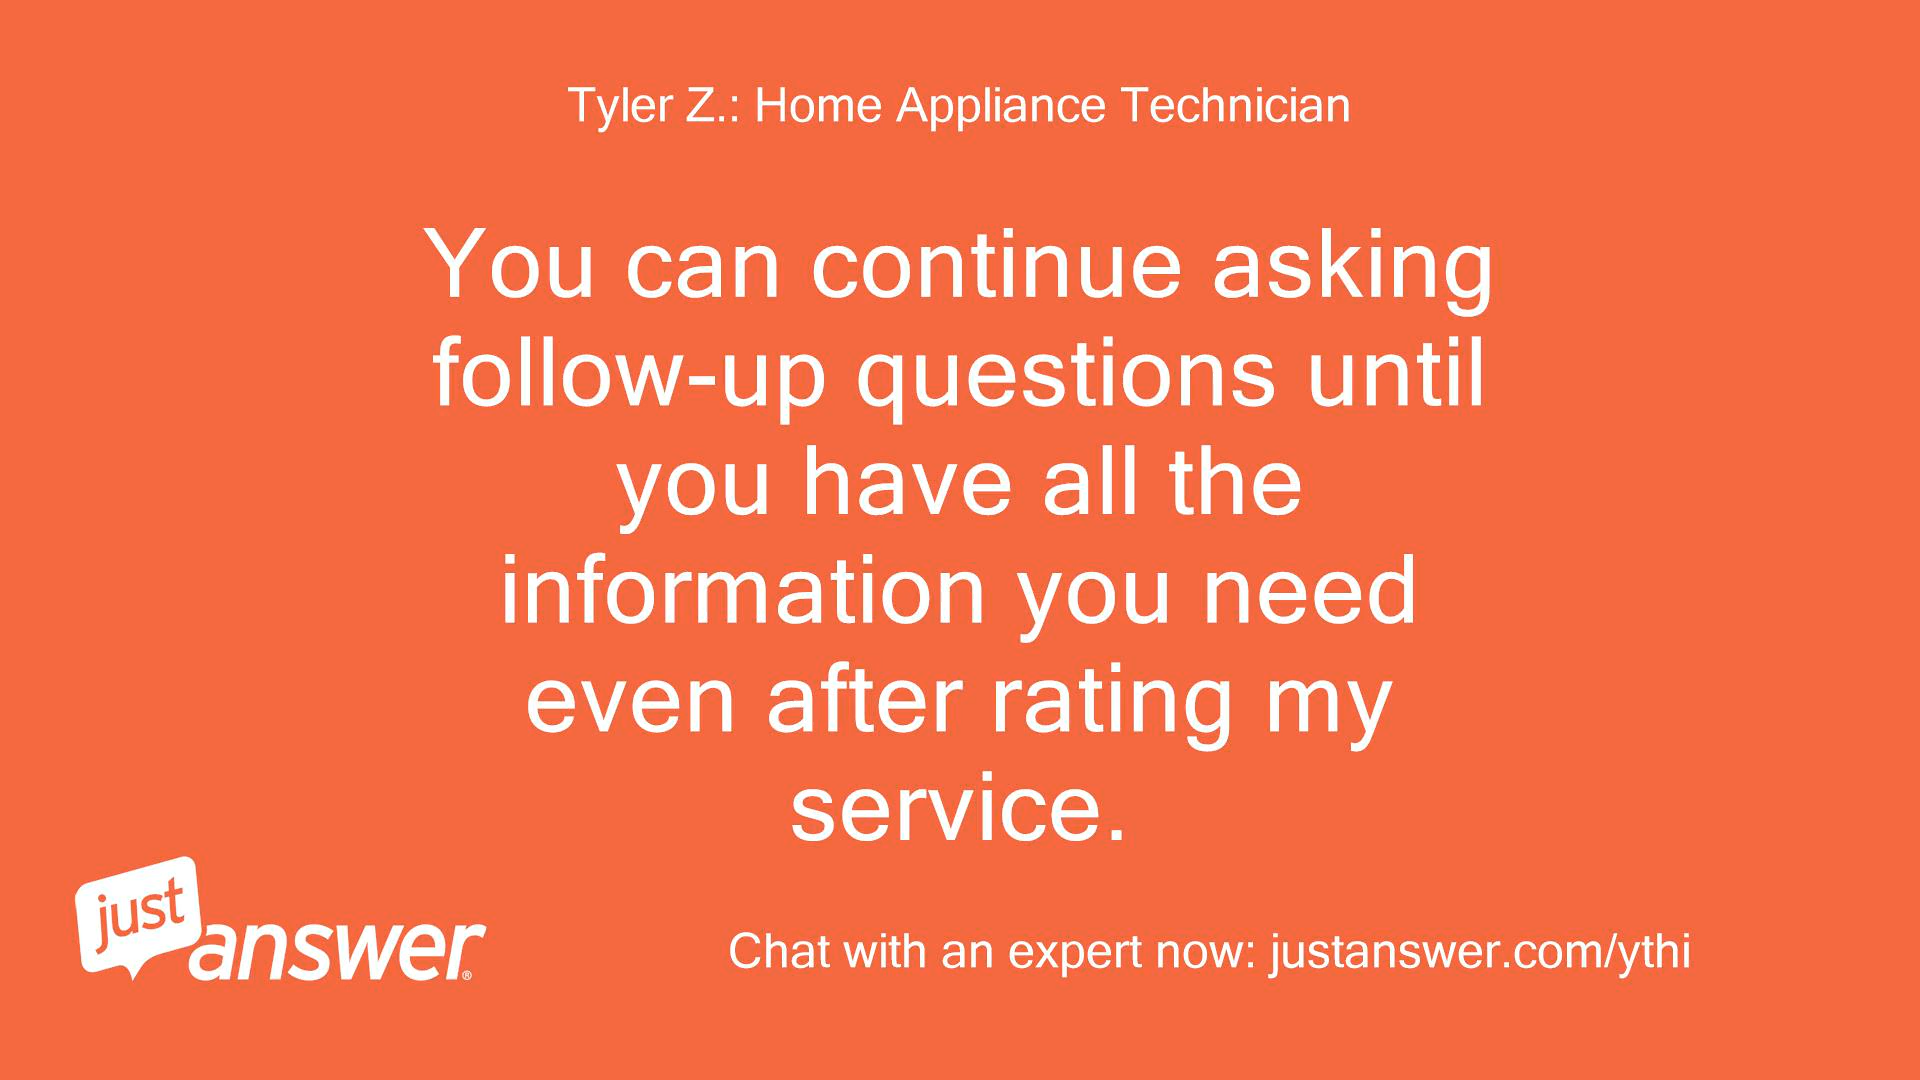 Tyler Z.: Home Appliance Technician
You can continue asking
follow-up questions until
you have all the
information you need
even after rating my
service.
just
answer®
Chat with an expert now: justanswer.com/ythi